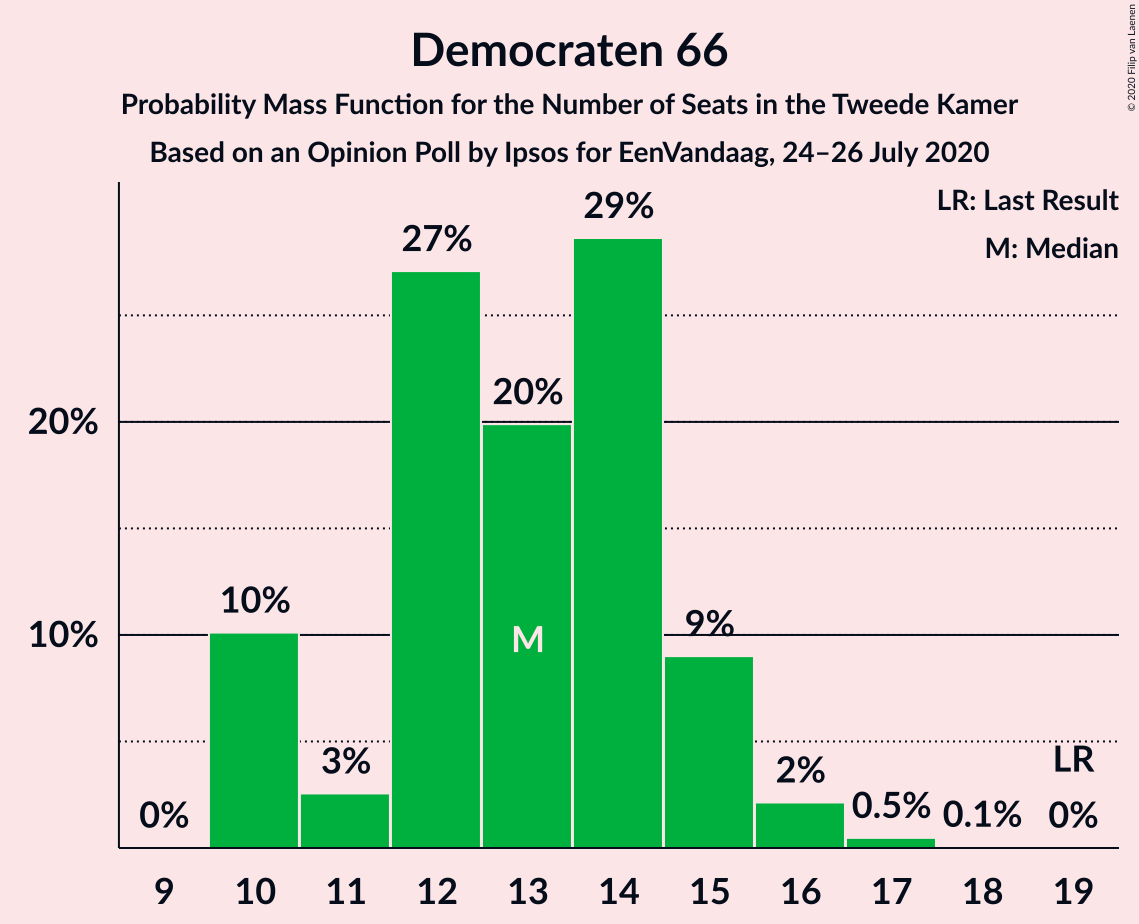 Democraten 66
Probability Mass Function for the Number of Seats in the Tweede Kamer
Based on an Opinion Poll by Ipsos for EenVandaag, 24–26 July 2020
© 2020 Filip van Laenen
LR: Last Result
M: Median
20%
10%
0%
10%
3%
27%
20%
29%
9%
2%
0.5%
0.1%
0%
LR
M
9 10 11 12 13 14 15 16 17 18 19